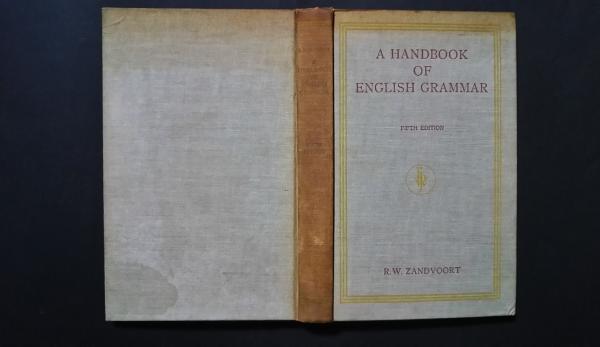 A HANDBOOK
OF
ENGLISH GRAMMAR
FIFTH EDITION
R.W. ZANDVOORT